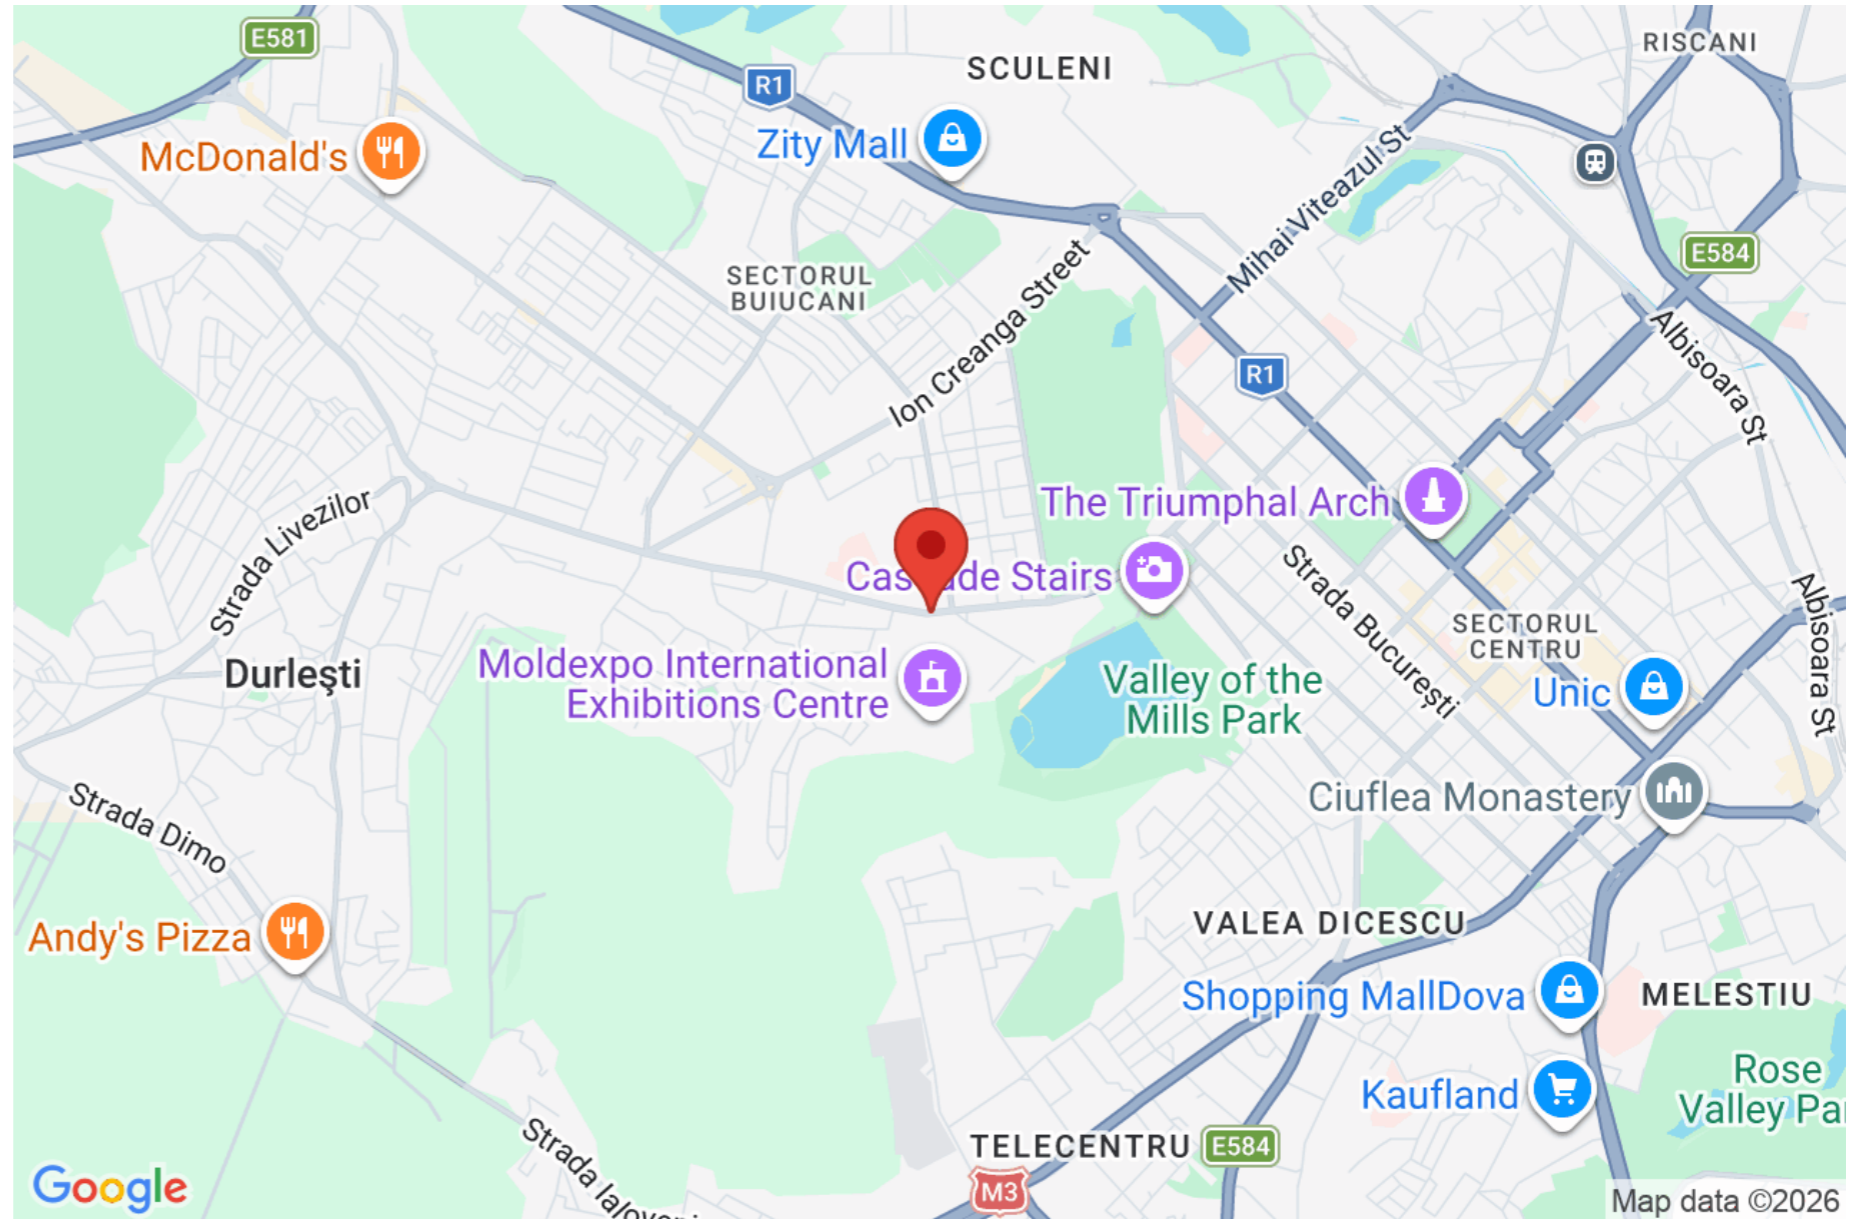 E581
SCULENI
RISCANI
R1
Zity Mall
McDonald's
Mihai Viteazul St
E584
SECTORUL
BUIUCANI
Ion Creanga Street
Albisoara St
R1
The Triumphal Arch
Strada Livezilor
Cascade Stairs
Strada București
Albisoara St
SECTORUL
CENTRU
Durleşti
Moldexpo International
Exhibitions Centre
Valley of the
Mills Park
Unic
Strada Dimo
Ciuflea Monastery
Andy's Pizza
VALEA DICESCU
Shopping MallDova
MELESTIU
Rose
Valley Pa
Kaufland
Strada Ialoveni
TELECENTRU
E584
M3
Google
Map data ©2026